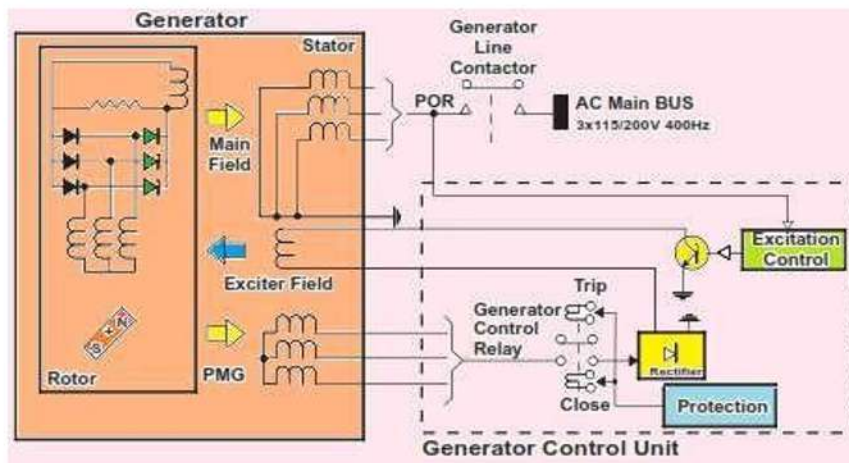 Generator
Stator
Generator
Line
Contactor
POR
AC Main BUS
3x115/200V 400Hz
Main
Field
Exciter Field
Excitation
Control
Trip
Generator
Control
Relay
Rectifier
S x N
Rotor
PMG
Close
Protection
Generator Control Unit